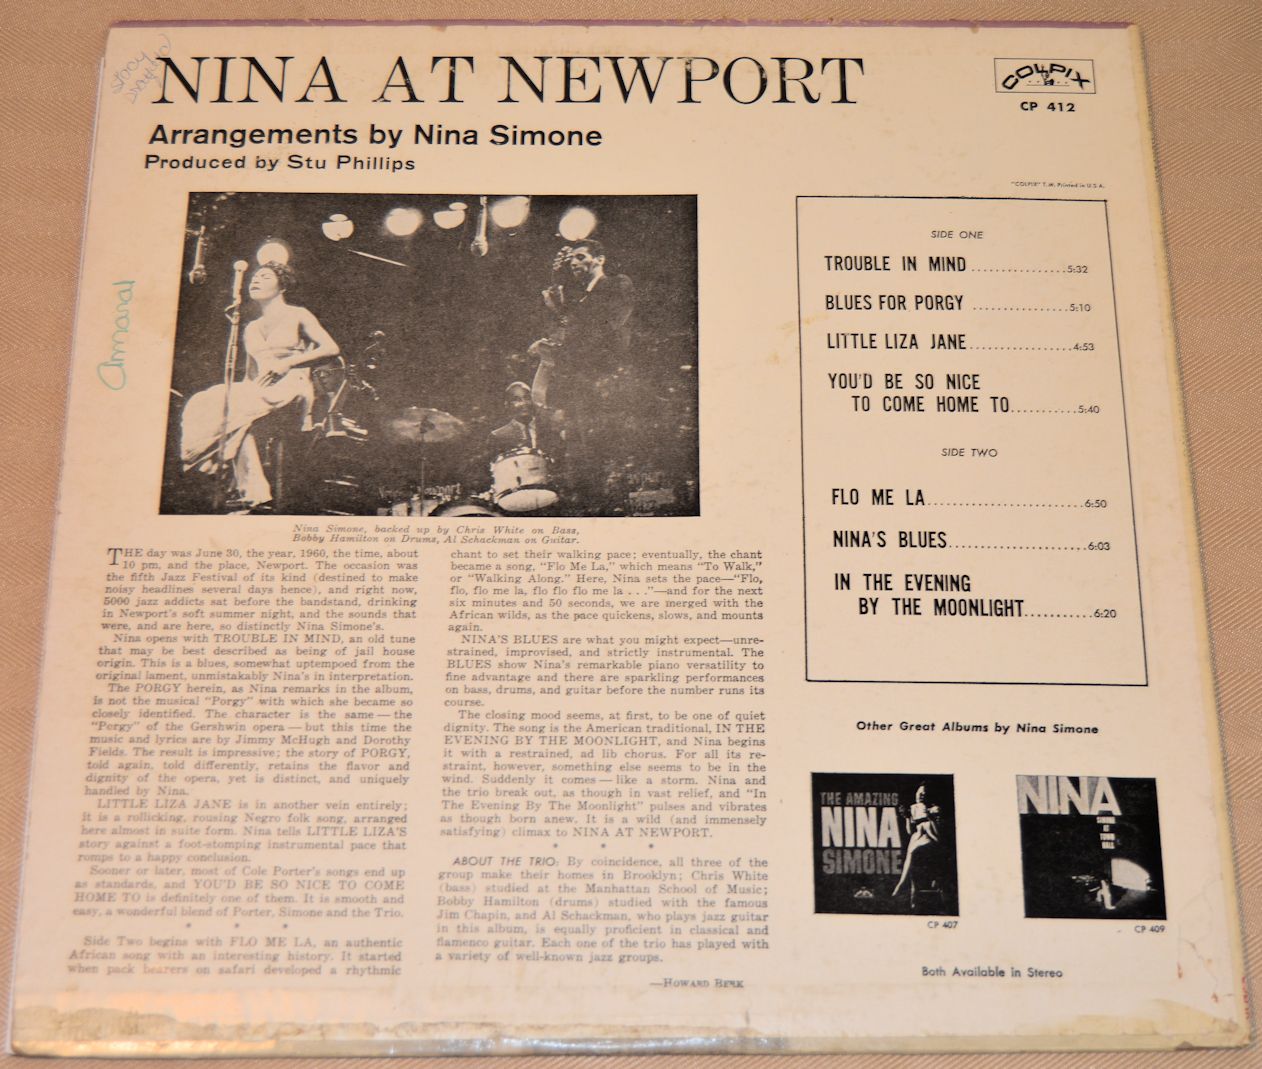 NINA AT NEWPORT
COLPIX
CP 412
Arrangements by Nina Simone
Produced by Stu Phillips
"COLPIX" T.M. Printed in U.S.A.
Amaral
Nina Simone, backed up by Chris White on Bass,
Bobby Hamilton on Drums, Al Schackman on Guitar.
THE day was June 30, the year, 1960, the time, about
10 pm, and the place, Newport. The occasion was
the fifth Jazz Festival of its kind (destined to make
noisy headlines several days hence), and right now,
5000 jazz addicts sat before the bandstand, drinking
in Newport's soft summer night, and the sounds that
were, and are here, so distinctly Nina Simone's.
Nina opens with TROUBLE IN MIND, an old tune
that may be best described as being of jail house
origin. This is a blues, somewhat uptempoed from the
original lament, unmistakably Nina's in interpretation.
The PORGY herein, as Nina remarks in the album,
is not the musical "Porgy" with which she became so
closely identified. The character is the same — the
"Porgy" of the Gershwin opera — but this time the
music and lyrics are by Jimmy McHugh and Dorothy
Fields. The result is impressive; the story of PORGY,
told again, told differently, retains the flavor and
dignity of the opera, yet is distinct, and uniquely
handled by Nina.
LITTLE LIZA JANE is in another vein entirely;
it is a rollicking, rousing Negro folk song, arranged
here almost in suite form. Nina tells LITTLE LIZA'S
story against a foot-stomping instrumental pace that
romps to a happy conclusion.
Sooner or later, most of Cole Porter's songs end up
as standards, and YOU'D BE SO NICE TO COME
HOME TO is definitely one of them. It is smooth and
easy, a wonderful blend of Porter, Simone and the Trio.
* * *
Side Two begins with FLO ME LA, an authentic
African song with an interesting history. It started
when pack bearers on safari developed a rhythmic
chant to set their walking pace; eventually, the chant
became a song, "Flo Me La," which means "To Walk,"
or "Walking Along." Here, Nina sets the pace—"Flo,
flo, flo me la, flo flo flo me la . . ."—and for the next
six minutes and 50 seconds, we are merged with the
African wilds, as the pace quickens, slows, and mounts
again.
NINA'S BLUES are what you might expect—unre-
strained, improvised, and strictly instrumental. The
BLUES show Nina's remarkable piano versatility to
fine advantage and there are sparkling performances
on bass, drums, and guitar before the number runs its
course.
The closing mood seems, at first, to be one of quiet
dignity. The song is the American traditional, IN THE
EVENING BY THE MOONLIGHT, and Nina begins
it with a restrained, ad lib chorus. For all its re-
straint, however, something else seems to be in the
wind. Suddenly it comes — like a storm. Nina and
the trio break out, as though in vast relief, and "In
The Evening By The Moonlight" pulses and vibrates
as though born anew. It is a wild (and immensely
satisfying) climax to NINA AT NEWPORT.
* * *
ABOUT THE TRIO: By coincidence, all three of the
group make their homes in Brooklyn; Chris White
(bass) studied at the Manhattan School of Music;
Bobby Hamilton (drums) studied with the famous
Jim Chapin, and Al Schackman, who plays jazz guitar
in this album, is equally proficient in classical and
flamenco guitar. Each one of the trio has played with
a variety of well-known jazz groups.
—HOWARD BERK
SIDE ONE
TROUBLE IN MIND ................5:32
BLUES FOR PORGY ................5:10
LITTLE LIZA JANE.................4:53
YOU'D BE SO NICE
TO COME HOME TO...........5:40
SIDE TWO
FLO ME LA..........................6:50
NINA'S BLUES.......................6:03
IN THE EVENING
BY THE MOONLIGHT...........6:20
Other Great Albums by Nina Simone
THE AMAZING
NINA
SIMONE
CP 407
NINA
SIMONE
AT
TOWN
HALL
CP 409
Both Available in Stereo